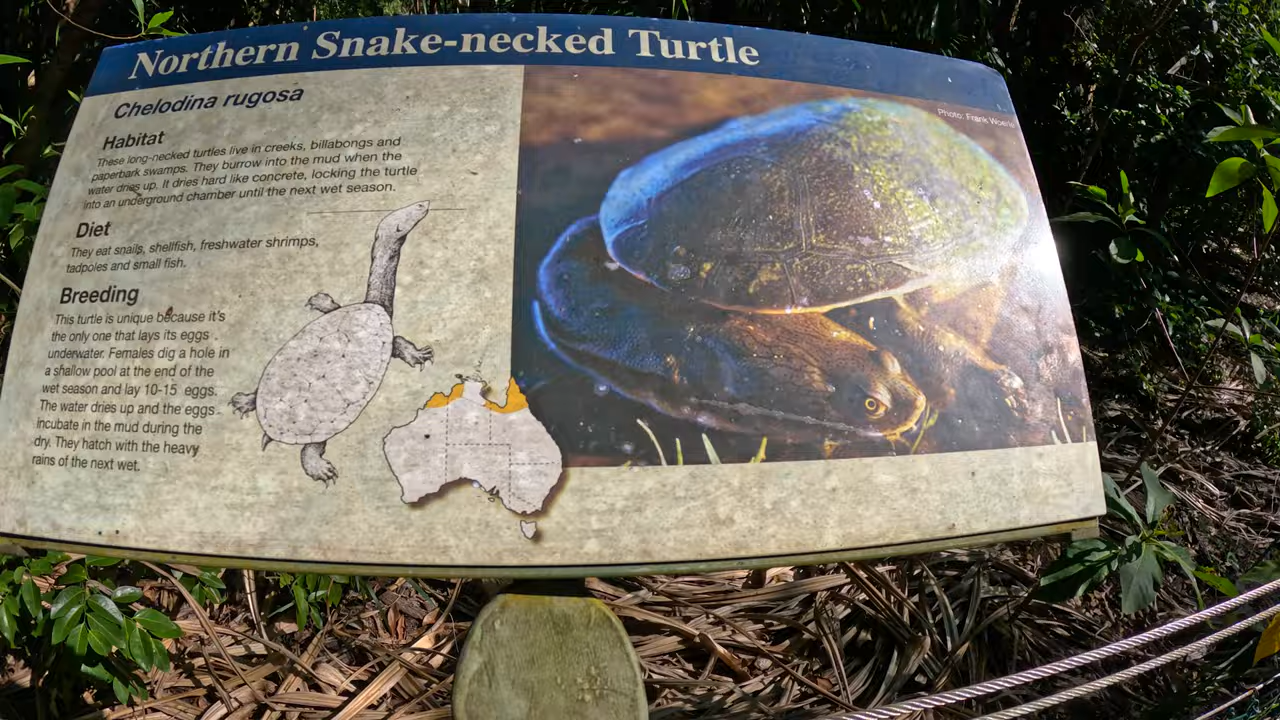 Northern Snake-necked Turtle
Chelodina rugosa
Habitat
These long-necked turtles live in creeks, billabongs and
paperbark swamps. They burrow into the mud when the
water dries up. It dries hard like concrete, locking the turtle
into an underground chamber until the next wet season.
Diet
They eat snails, shellfish, freshwater shrimps,
tadpoles and small fish.
Breeding
This turtle is unique because it's
the only one that lays its eggs
underwater. Females dig a hole in
a shallow pool at the end of the
wet season and lay 10-15 eggs.
The water dries up and the eggs
incubate in the mud during the
dry. They hatch with the heavy
rains of the next wet.
Photo: Frank